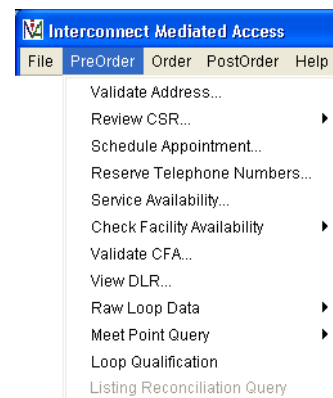 Interconnect Mediated Access
File PreOrder Order PostOrder Help
Validate Address...
Review CSR...
Schedule Appointment...
Reserve Telephone Numbers...
Service Availability...
Check Facility Availability
Validate CFA...
View DLR...
Raw Loop Data
Meet Point Query
Loop Qualification
Listing Reconciliation Query